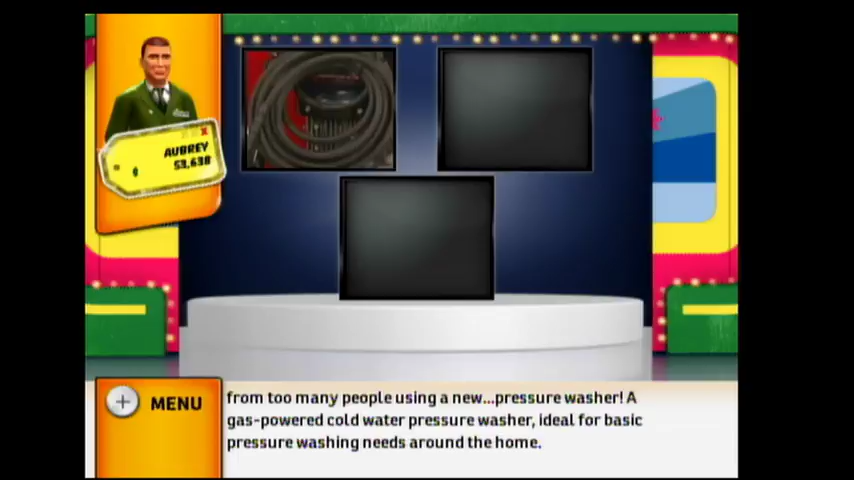 AUBREY
53,638
MENU
from too many people using a new...pressure washer! A
gas-powered cold water pressure washer, ideal for basic
pressure washing needs around the home.